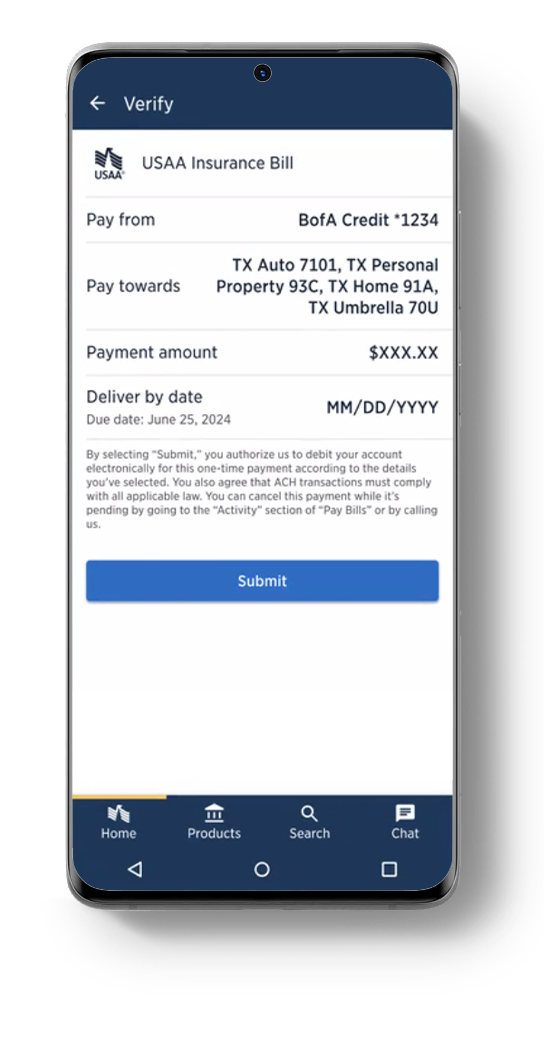 Verify
USAA®
USAA Insurance Bill
Pay from
BofA Credit *1234
Pay towards
TX Auto 7101, TX Personal
Property 93C, TX Home 91A,
TX Umbrella 70U
Payment amount
$XXX.XX
Deliver by date
Due date: June 25, 2024
MM/DD/YYYY
By selecting “Submit,” you authorize us to debit your account
electronically for this one-time payment according to the details
you’ve selected. You also agree that ACH transactions must comply
with all applicable law. You can cancel this payment while it’s
pending by going to the “Activity” section of “Pay Bills” or by calling
us.
Submit
Home
Products
Search
Chat